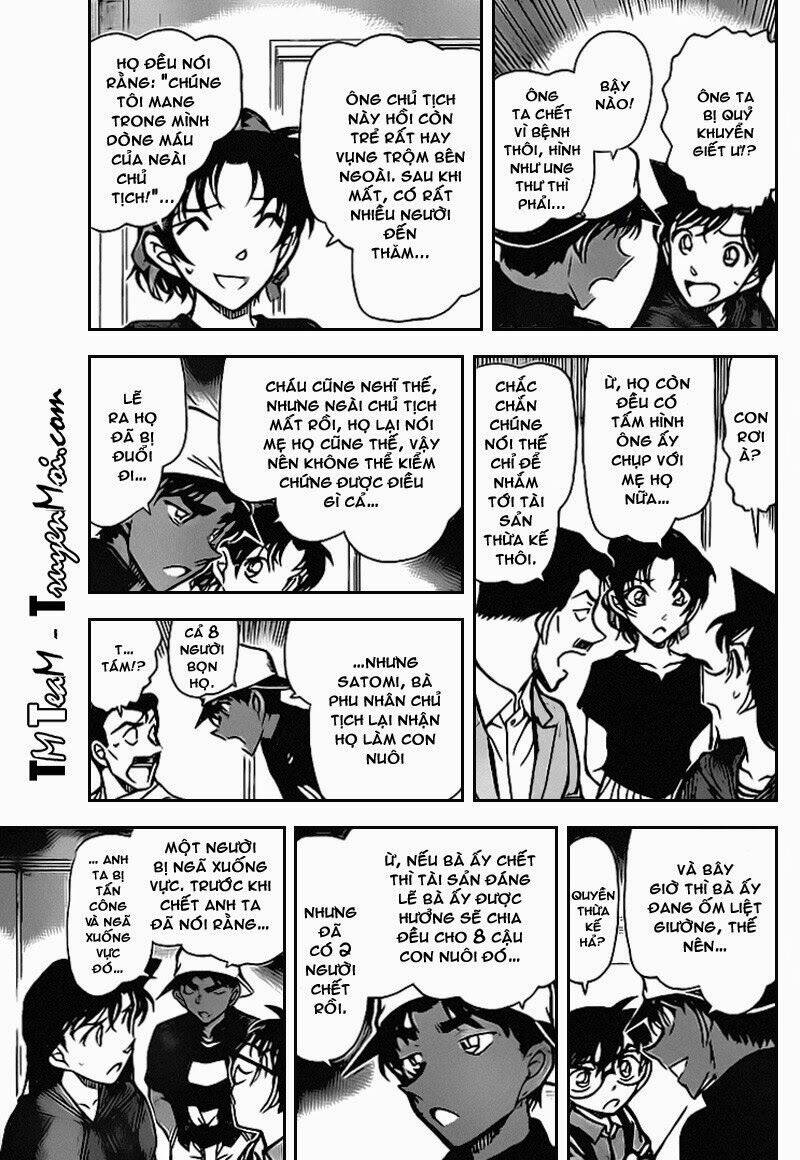 ÔNG TA
BỊ QUỶ
KHUYỂN
GIẾT Ư?
BẬY
NÀO!
ÔNG
TA CHẾT
VÌ BỆNH
THÔI, HÌNH
NHƯ UNG
THƯ THÌ
PHẢI...
ÔNG CHỦ TỊCH
NÀY HỒI CÒN
TRẺ RẤT HAY
VỤNG TRỘM BÊN
NGOÀI. SAU KHI
MẤT, CÓ RẤT
NHIỀU NGƯỜI
ĐẾN
THĂM...
HỌ ĐỀU NÓI
RẰNG: "CHÚNG
TÔI MANG
TRONG MÌNH
DÒNG MÁU
CỦA NGÀI
CHỦ
TỊCH!"...
CON
RƠI
À?
Ừ, HỌ CÒN
ĐỀU CÓ
TẤM HÌNH
ÔNG ẤY
CHỤP VỚI
MẸ HỌ
NỮA...
CHẮC
CHẮN
CHÚNG
NÓI THẾ
CHỈ ĐỂ
NHẮM
TỚI TÀI
SẢN
THỪA KẾ
THÔI.
CHÁU CŨNG NGHĨ THẾ,
NHƯNG NGÀI CHỦ TỊCH
MẤT RỒI, HỌ LẠI NÓI
MẸ HỌ CŨNG THẾ, VẬY
NÊN KHÔNG THỂ KIỂM
CHỨNG ĐƯỢC ĐIỀU
GÌ CẢ...
LẼ
RA HỌ
ĐÃ BỊ
ĐUỔI
ĐI...
...NHƯNG
SATOMI, BÀ
PHU NHÂN CHỦ
TỊCH LẠI NHẬN
HỌ LÀM CON
NUÔI
CẢ 8
NGƯỜI
BỌN
HỌ.
T...
TÁM!?
VÀ BÂY
GIỜ THÌ BÀ ẤY
ĐANG ỐM LIỆT
GIƯỜNG, THẾ
NÊN...
QUYỀN
THỪA
KẾ
HẢ?
Ừ, NẾU BÀ ẤY CHẾT
THÌ TÀI SẢN ĐÁNG
LẼ BÀ ẤY ĐƯỢC
HƯỞNG SẼ CHIA
ĐỀU CHO 8 CẬU
CON NUÔI ĐÓ...
NHƯNG
ĐÃ
CÓ 2
NGƯỜI
CHẾT
RỒI.
MỘT NGƯỜI
BỊ NGÃ XUỐNG
VỰC. TRƯỚC KHI
CHẾT ANH TA
ĐÃ NÓI RẰNG...
... ANH
TA BỊ
TẤN
CÔNG
VÀ NGÃ
XUỐNG
VỰC
ĐÓ...
TM TEAM - TruyenMoi.com